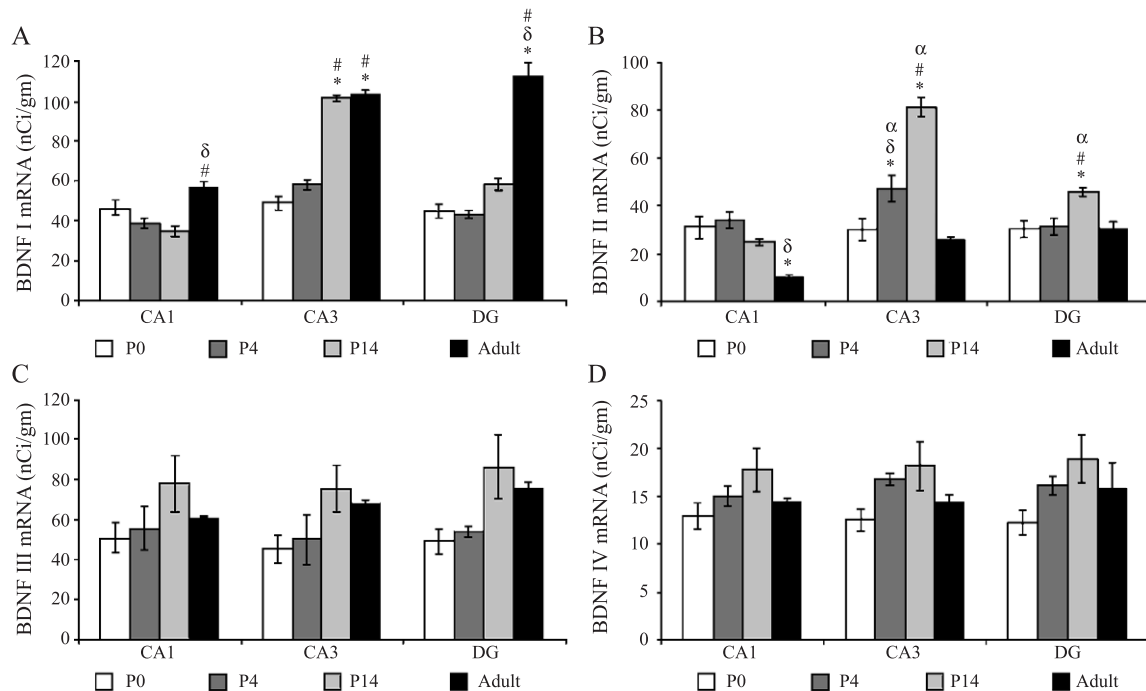 A
BDNF I mRNA (nCi/gm)
120
100
80
60
40
20
0
δ
#
#
*
#
*
#
δ
*
CA1 CA3 DG
P0 P4 P14 Adult
B
BDNF II mRNA (nCi/gm)
100
80
60
40
20
0
δ
*
α
δ
*
α
#
*
α
#
*
CA1 CA3 DG
P0 P4 P14 Adult
C
BDNF III mRNA (nCi/gm)
120
100
80
60
40
20
0
CA1 CA3 DG
P0 P4 P14 Adult
D
BDNF IV mRNA (nCi/gm)
25
20
15
10
5
0
CA1 CA3 DG
P0 P4 P14 Adult